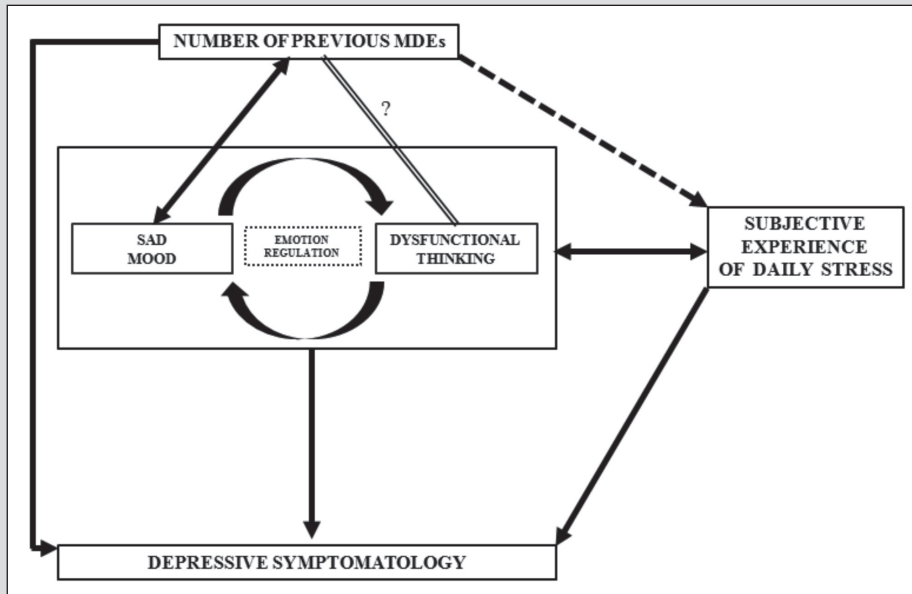 NUMBER OF PREVIOUS MDEs
?
SAD
MOOD
EMOTION
REGULATION
DYSFUNCTIONAL
THINKING
SUBJECTIVE
EXPERIENCE
OF DAILY STRESS
DEPRESSIVE SYMPTOMATOLOGY